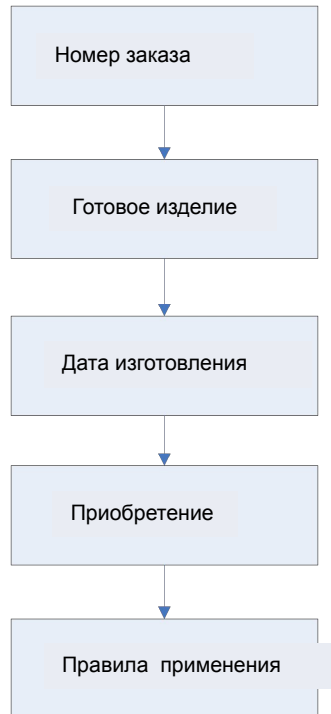 Номер заказа
Готовое изделие
Дата изготовления
Приобретение
Правила применения